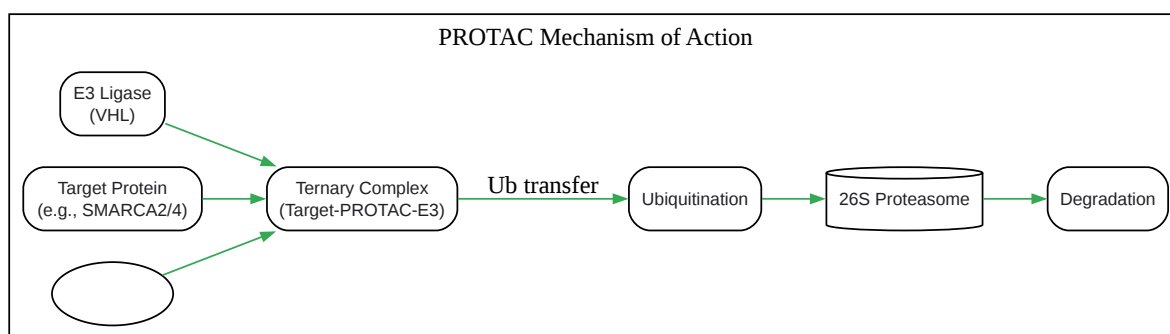 PROTAC Mechanism of Action
E3 Ligase
(VHL)
Target Protein
(e.g., SMARCA2/4)
Ternary Complex
(Target-PROTAC-E3)
Ub transfer
Ubiquitination
26S Proteasome
Degradation